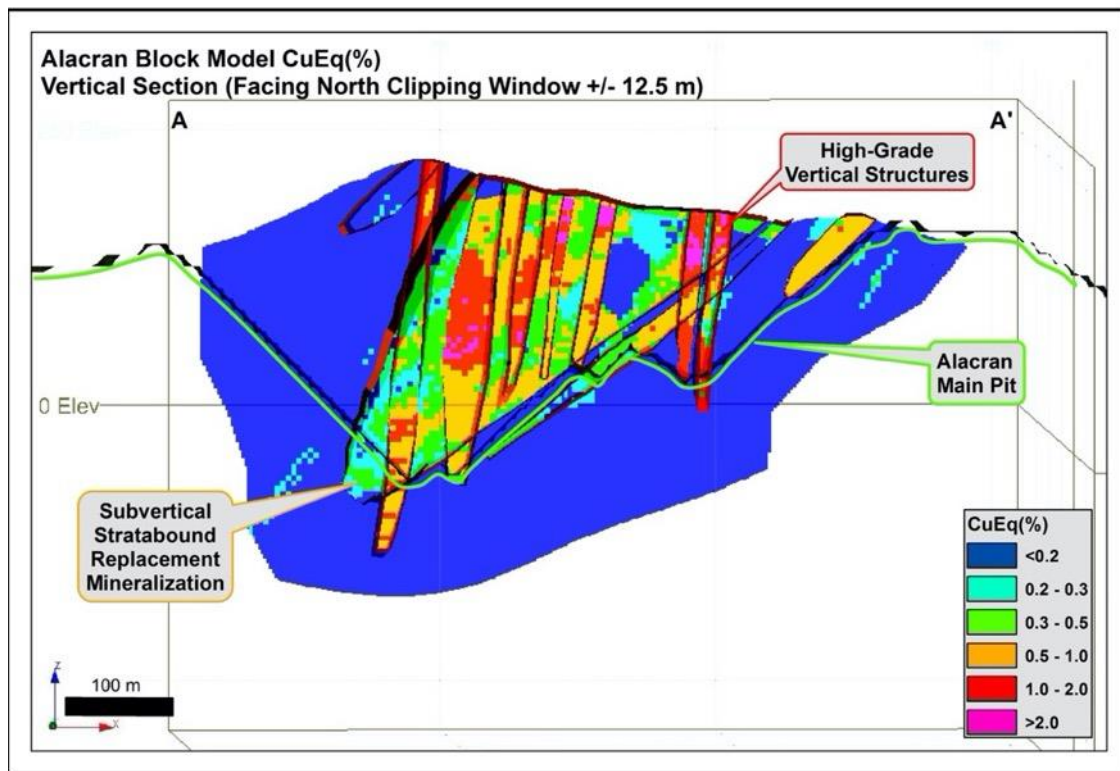 Alacran Block Model CuEq(%)
Vertical Section (Facing North Clipping Window +/- 12.5 m)
A
A'
High-Grade
Vertical Structures
Alacran
Main Pit
0 Elev
Subvertical
Stratabound
Replacement
Mineralization
CuEq(%)
<0.2
0.2 - 0.3
0.3 - 0.5
0.5 - 1.0
1.0 - 2.0
>2.0
z
100 m
x